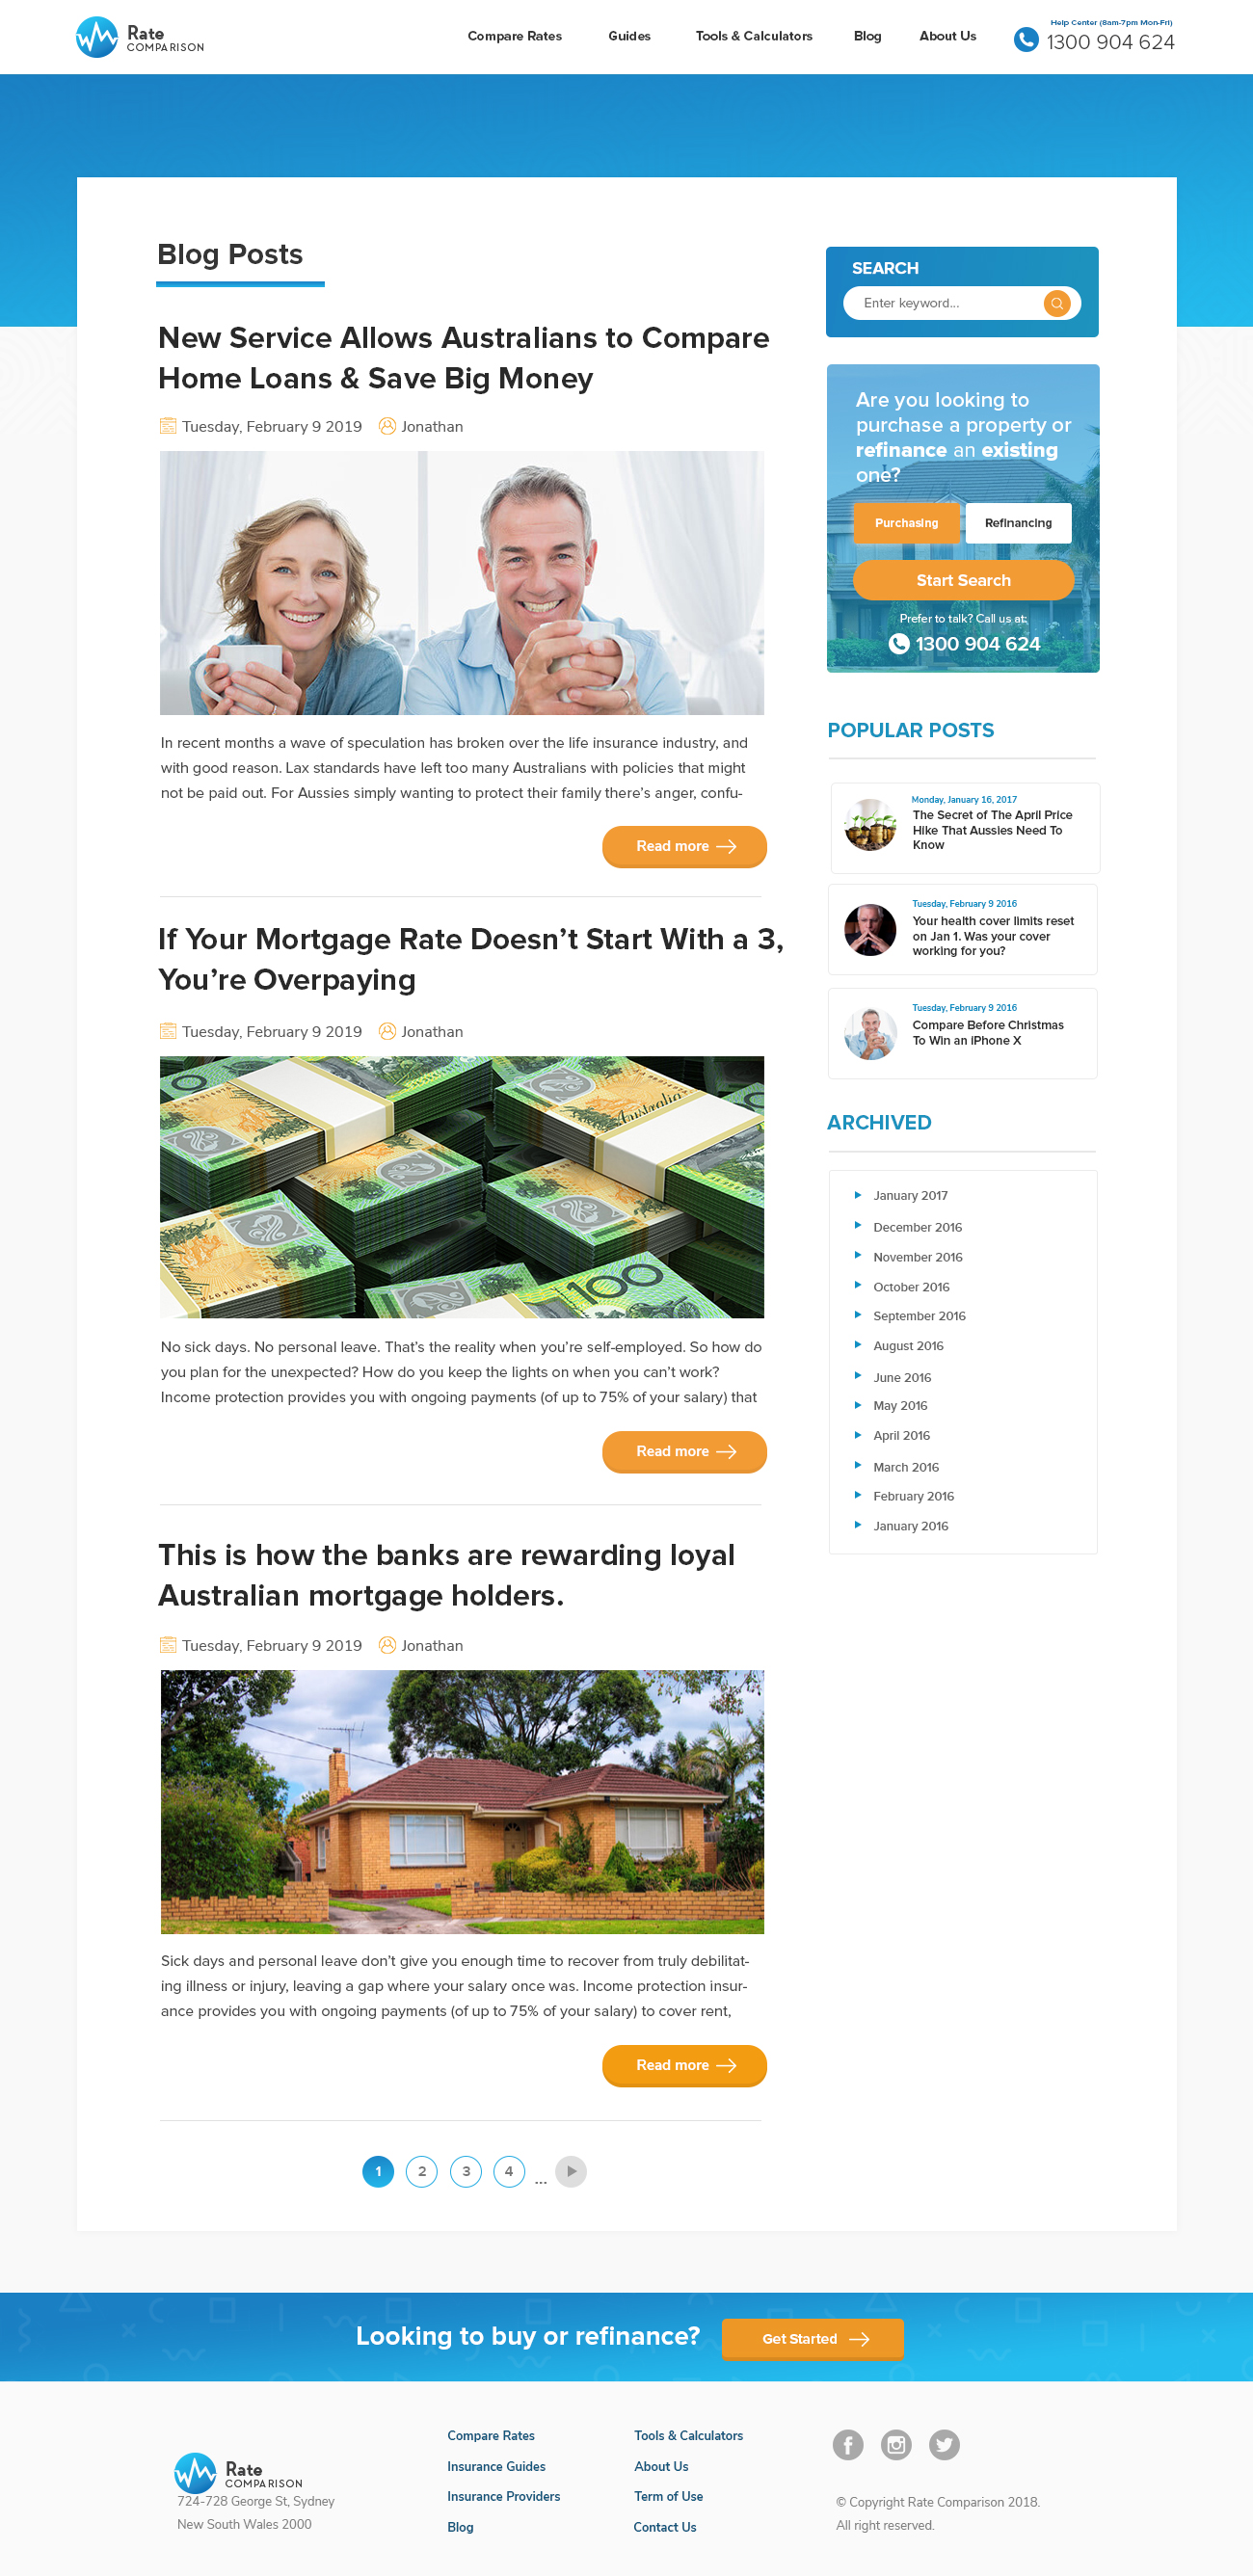 Rate
COMPARISON
Compare Rates
Guides
Tools & Calculators
Blog
About Us
Help Center (8am-7pm Mon-Fri)
1300 904 624
Blog Posts
New Service Allows Australians to Compare
Home Loans & Save Big Money
Tuesday, February 9 2019
Jonathan
In recent months a wave of speculation has broken over the life insurance industry, and
with good reason. Lax standards have left too many Australians with policies that might
not be paid out. For Aussies simply wanting to protect their family there’s anger, confu-
Read more
If Your Mortgage Rate Doesn’t Start With a 3,
You’re Overpaying
Tuesday, February 9 2019
Jonathan
Australian
100
No sick days. No personal leave. That’s the reality when you’re self-employed. So how do
you plan for the unexpected? How do you keep the lights on when you can’t work?
Income protection provides you with ongoing payments (of up to 75% of your salary) that
Read more
This is how the banks are rewarding loyal
Australian mortgage holders.
Tuesday, February 9 2019
Jonathan
Sick days and personal leave don’t give you enough time to recover from truly debilitat-
ing illness or injury, leaving a gap where your salary once was. Income protection insur-
ance provides you with ongoing payments (of up to 75% of your salary) to cover rent,
Read more
1
2
3
4
...
SEARCH
Enter keyword...
Are you looking to
purchase a property or
refinance an existing
one?
Purchasing
Refinancing
Start Search
Prefer to talk? Call us at:
1300 904 624
POPULAR POSTS
Monday, January 16, 2017
The Secret of The April Price
Hike That Aussies Need To
Know
Tuesday, February 9 2016
Your health cover limits reset
on Jan 1. Was your cover
working for you?
Tuesday, February 9 2016
Compare Before Christmas
To Win an iPhone X
ARCHIVED
January 2017
December 2016
November 2016
October 2016
September 2016
August 2016
June 2016
May 2016
April 2016
March 2016
February 2016
January 2016
Looking to buy or refinance?
Get Started
Rate
COMPARISON
724-728 George St, Sydney
New South Wales 2000
Compare Rates
Insurance Guides
Insurance Providers
Blog
Tools & Calculators
About Us
Term of Use
Contact Us
© Copyright Rate Comparison 2018.
All right reserved.